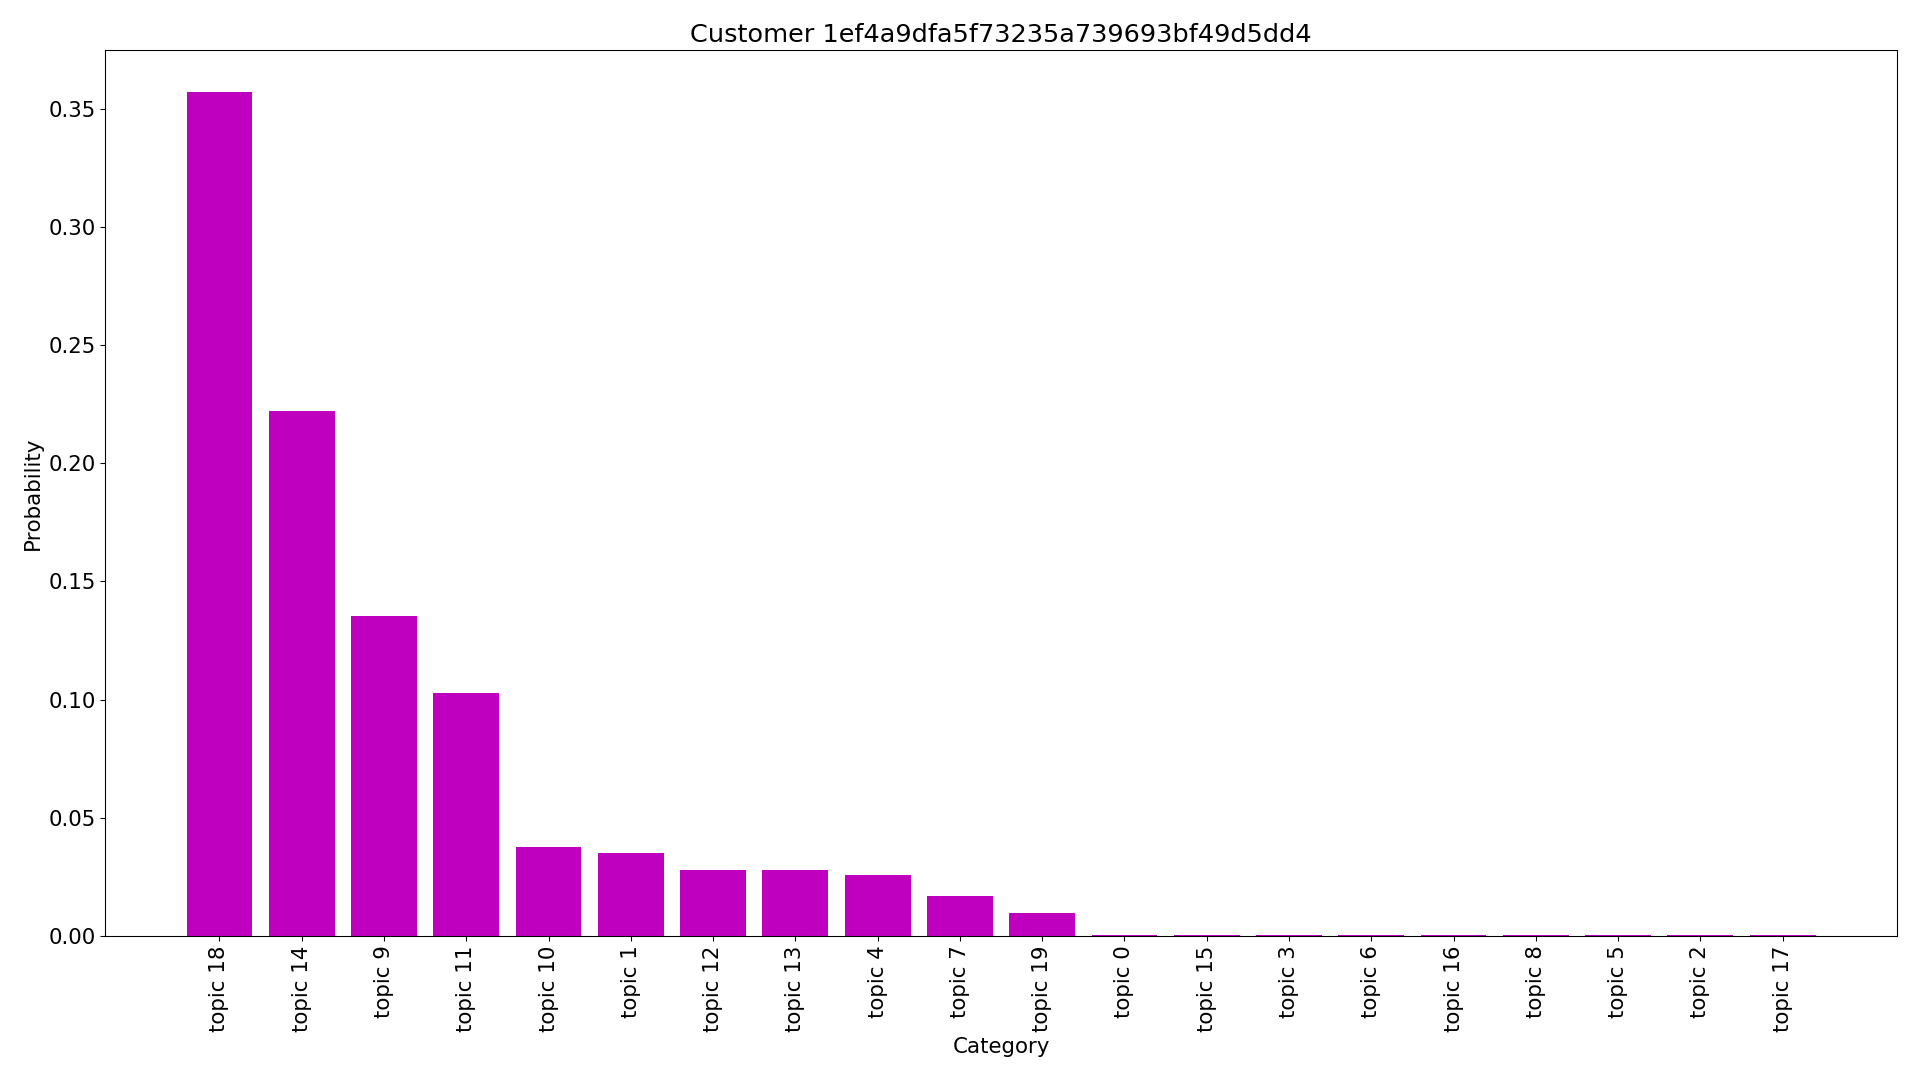 Customer 1ef4a9dfa5f73235a739693bf49d5dd4
Probability
0.35
0.30
0.25
0.20
0.15
0.10
0.05
0.00
topic 18
topic 14
topic 9
topic 11
topic 10
topic 1
topic 12
topic 13
topic 4
topic 7
topic 19
topic 0
topic 15
topic 3
topic 6
topic 16
topic 8
topic 5
topic 2
topic 17
Category